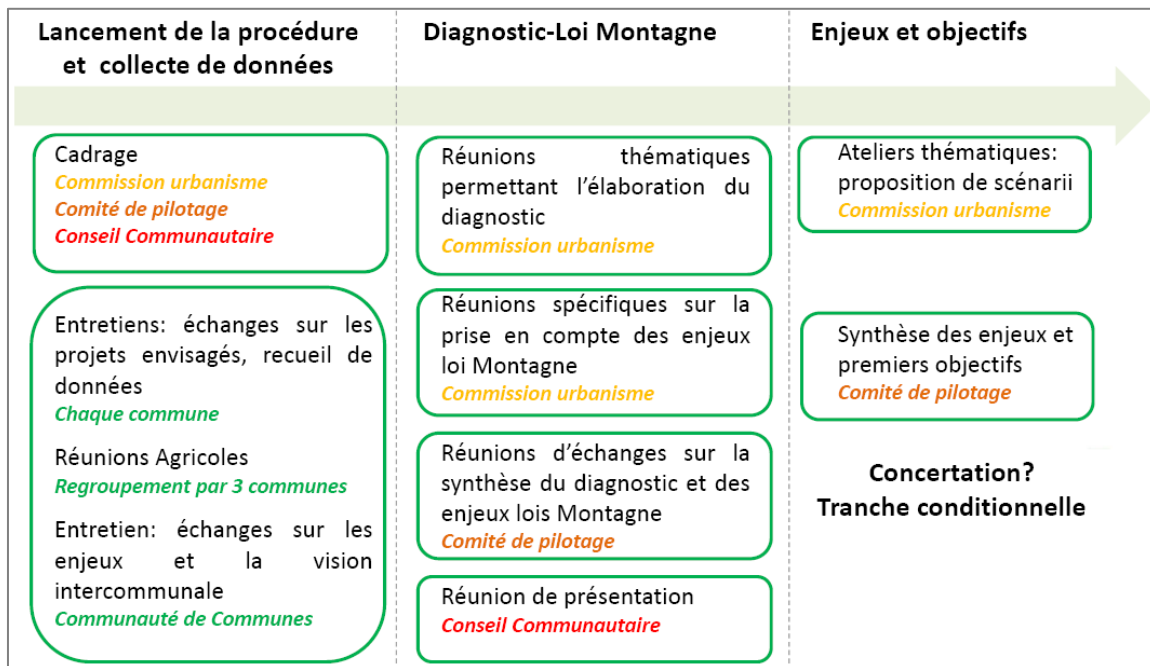 Lancement de la procédure
et collecte de données
Cadrage
Commission urbanisme
Comité de pilotage
Conseil Communautaire
Entretiens: échanges sur les
projets envisagés, recueil de
données
Chaque commune
Réunions Agricoles
Regroupement par 3 communes
Entretien: échanges sur les
enjeux et la vision
intercommunale
Communauté de Communes
Diagnostic-Loi Montagne
Réunions thématiques
permettant l'élaboration du
diagnostic
Commission urbanisme
Réunions spécifiques sur la
prise en compte des enjeux
loi Montagne
Commission urbanisme
Réunions d'échanges sur la
synthèse du diagnostic et des
enjeux lois Montagne
Comité de pilotage
Réunion de présentation
Conseil Communautaire
Enjeux et objectifs
Ateliers thématiques:
proposition de scénarii
Commission urbanisme
Synthèse des enjeux et
premiers objectifs
Comité de pilotage
Concertation?
Tranche conditionnelle